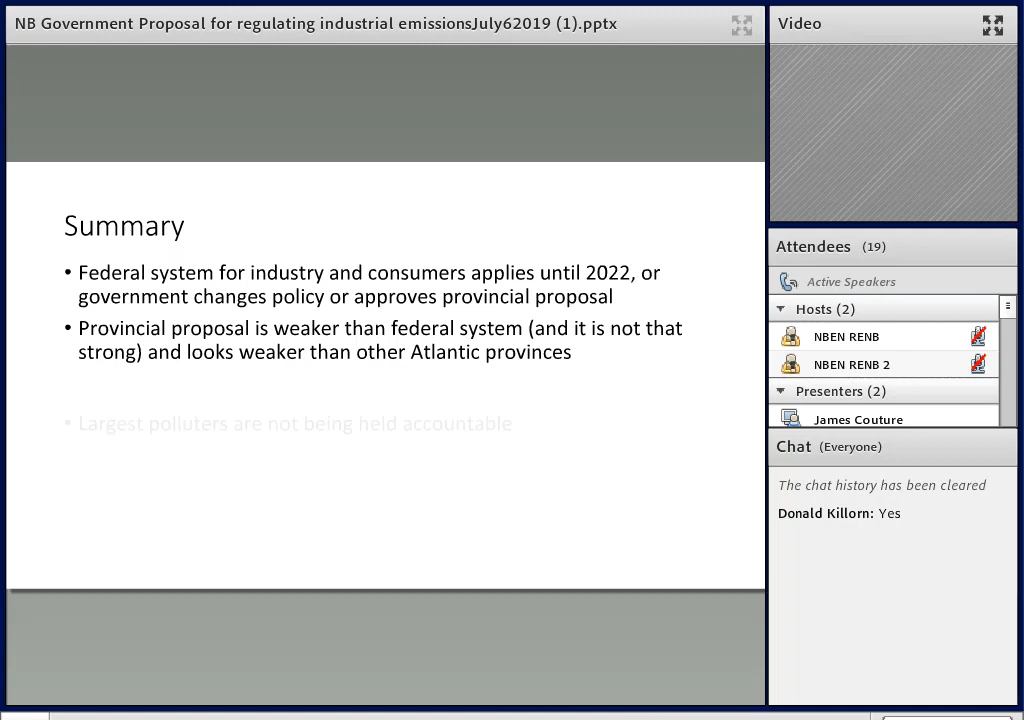 NB Government Proposal for regulating industrial emissionsJuly62019 (1).pptx
Summary
• Federal system for industry and consumers applies until 2022, or
government changes policy or approves provincial proposal
• Provincial proposal is weaker than federal system (and it is not that
strong) and looks weaker than other Atlantic provinces
• Largest polluters are not being held accountable
Video
Attendees (19)
Active Speakers
Hosts (2)
NBEN RENB
NBEN RENB 2
Presenters (2)
James Couture
Chat (Everyone)
The chat history has been cleared
Donald Killorn: Yes